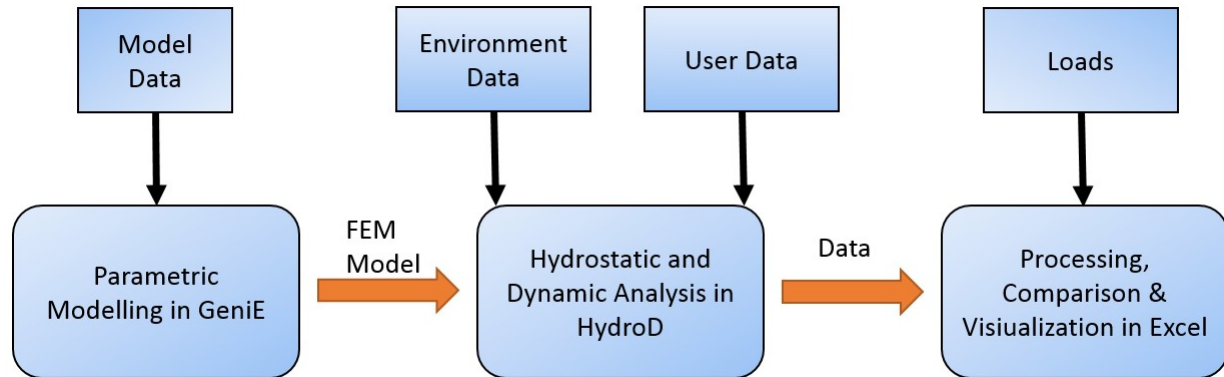 Model
Data
Environment
Data
User Data
Loads
Parametric
Modelling in GeniE
FEM
Model
Hydrostatic and
Dynamic Analysis in
HydroD
Data
Processing,
Comparison &
Visiualization in Excel